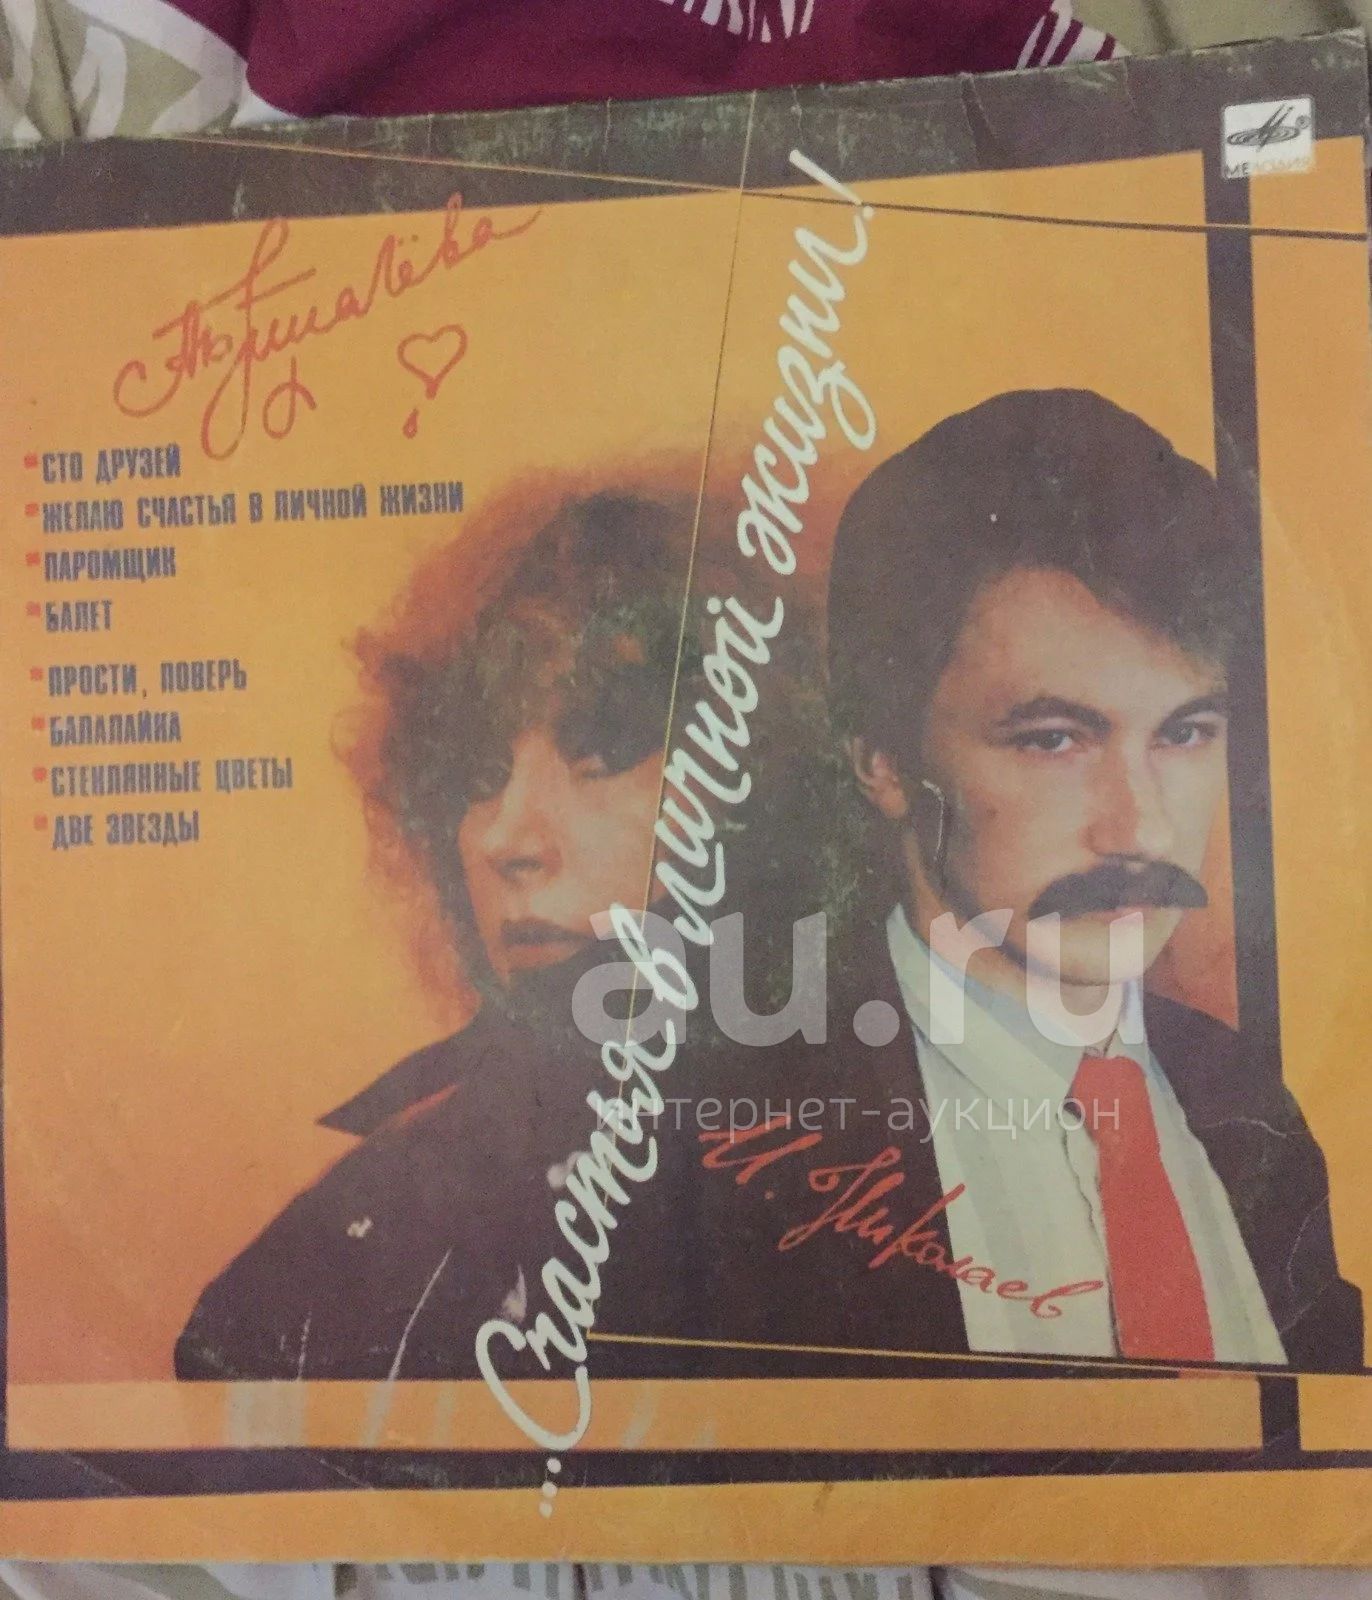 МЕЛОДИЯ
...Счастья в личной жизни!
А. Пугачёва
СТО ДРУЗЕЙ
ЖЕЛАЮ СЧАСТЬЯ В ЛИЧНОЙ ЖИЗНИ
ПАРОМЩИК
БАЛЕТ
ПРОСТИ, ПОВЕРЬ
БАЛАЛАЙКА
СТЕКЛЯННЫЕ ЦВЕТЫ
ДВЕ ЗВЕЗДЫ
au.ru
интернет-аукцион
И. Николаев